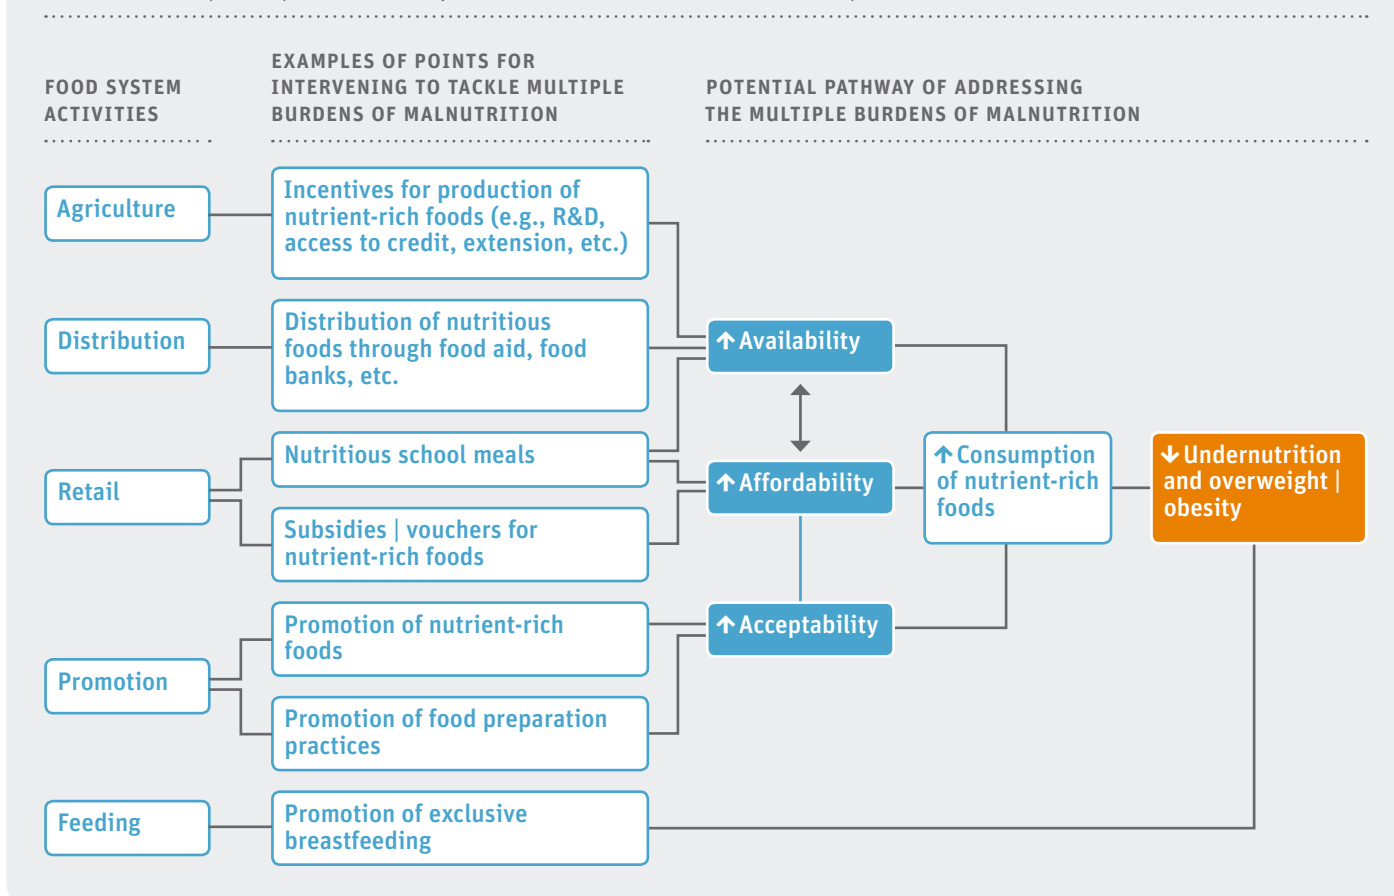 FOOD SYSTEM
ACTIVITIES
EXAMPLES OF POINTS FOR
INTERVENING TO TACKLE MULTIPLE
BURDENS OF MALNUTRITION
POTENTIAL PATHWAY OF ADDRESSING
THE MULTIPLE BURDENS OF MALNUTRITION
Agriculture
Incentives for production of
nutrient-rich foods (e.g., R&D,
access to credit, extension, etc.)
Distribution
Distribution of nutritious
foods through food aid, food
banks, etc.
↑ Availability
Retail
Nutritious school meals
Subsidies | vouchers for
nutrient-rich foods
↑ Affordability
↑ Consumption
of nutrient-rich
foods
↓ Undernutrition
and overweight |
obesity
Promotion
Promotion of nutrient-rich
foods
Promotion of food preparation
practices
↑ Acceptability
Feeding
Promotion of exclusive
breastfeeding